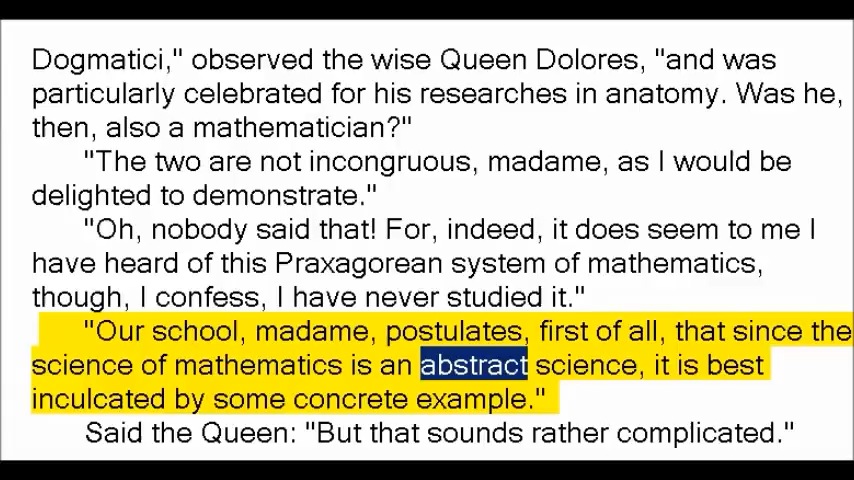 Dogmatici," observed the wise Queen Dolores, "and was
particularly celebrated for his researches in anatomy. Was he,
then, also a mathematician?"
"The two are not incongruous, madame, as I would be
delighted to demonstrate."
"Oh, nobody said that! For, indeed, it does seem to me I
have heard of this Praxagorean system of mathematics,
though, I confess, I have never studied it."
"Our school, madame, postulates, first of all, that since the
science of mathematics is an abstract science, it is best
inculcated by some concrete example."
Said the Queen: "But that sounds rather complicated."